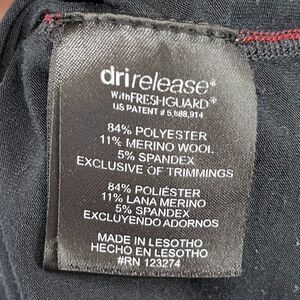 drirelease®
WithFRESHGUARD®
US PATENT # 5,888,914
84% POLYESTER
11% MERINO WOOL
5% SPANDEX
EXCLUSIVE OF TRIMMINGS
84% POLIÉSTER
11% LANA MERINO
5% SPANDEX
EXCLUYENDO ADORNOS
MADE IN LESOTHO
HECHO EN LESOTHO
#RN 123274